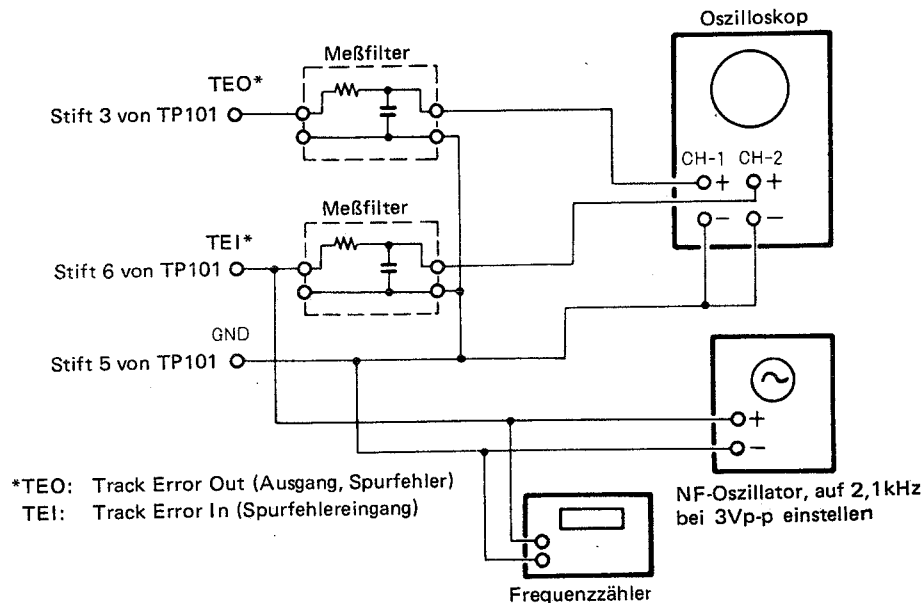 Oszilloskop
Meßfilter
TEO*
Stift 3 von TP101
CH-1 CH-2
+ +
- -
Meßfilter
TEI*
Stift 6 von TP101
GND
Stift 5 von TP101
+
-
*TEO: Track Error Out (Ausgang, Spurfehler)
TEI: Track Error In (Spurfehlereingang)
NF-Oszillator, auf 2,1kHz
bei 3Vp-p einstellen
Frequenzzähler